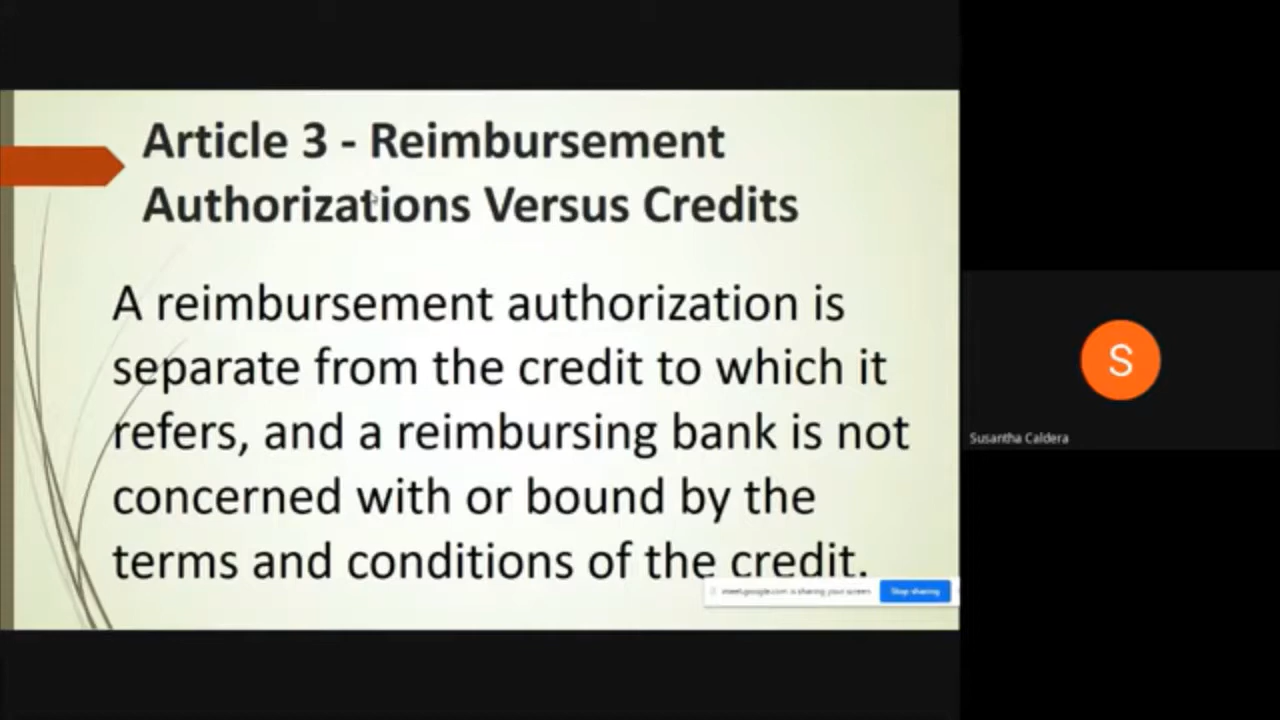 Article 3 - Reimbursement
Authorizations Versus Credits
A reimbursement authorization is
separate from the credit to which it
refers, and a reimbursing bank is not
concerned with or bound by the
terms and conditions of the credit.
meet.google.com is sharing your screen
Stop sharing
S
Susantha Caldera